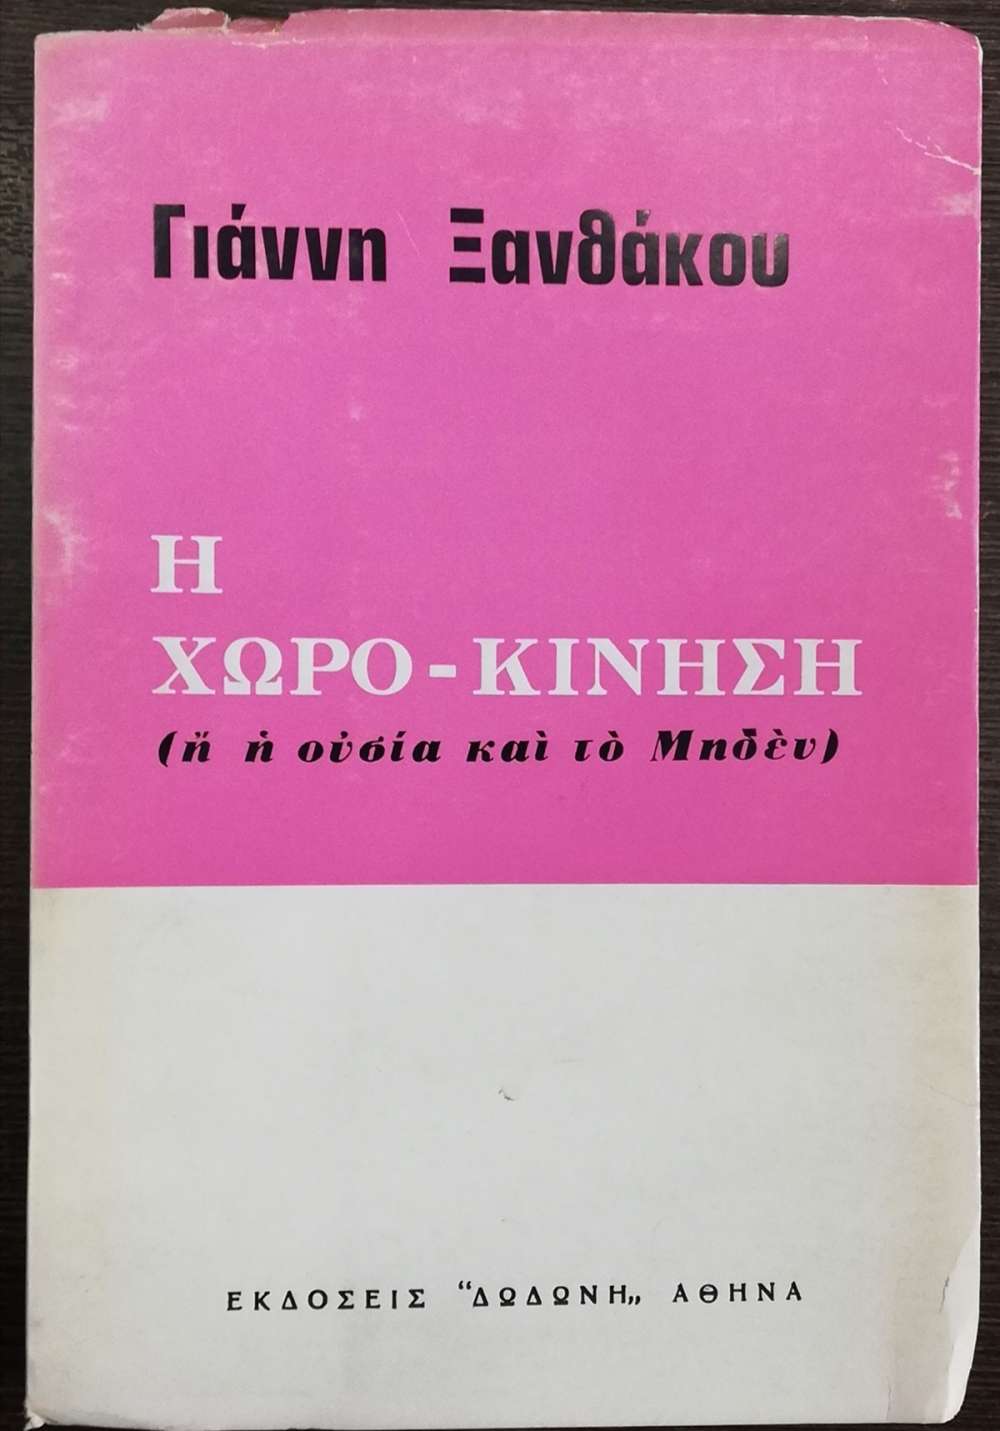 Γιάννη Ξανθάκου
Η
ΧΩΡΟ-ΚΙΝΗΣΗ
(ἤ ἡ οὐσία καὶ τὸ Μηδὲν)
ΕΚΔΟΣΕΙΣ “ΔΩΔΩΝΗ„ ΑΘΗΝΑ